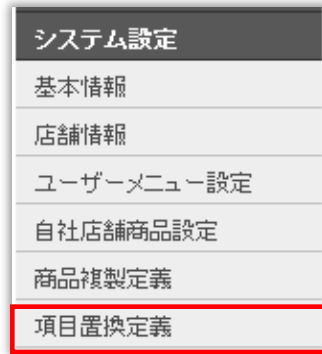 システム設定
基本情報
店舗情報
ユーザーメニュー設定
自社店舗商品設定
商品複製定義
項目置換定義